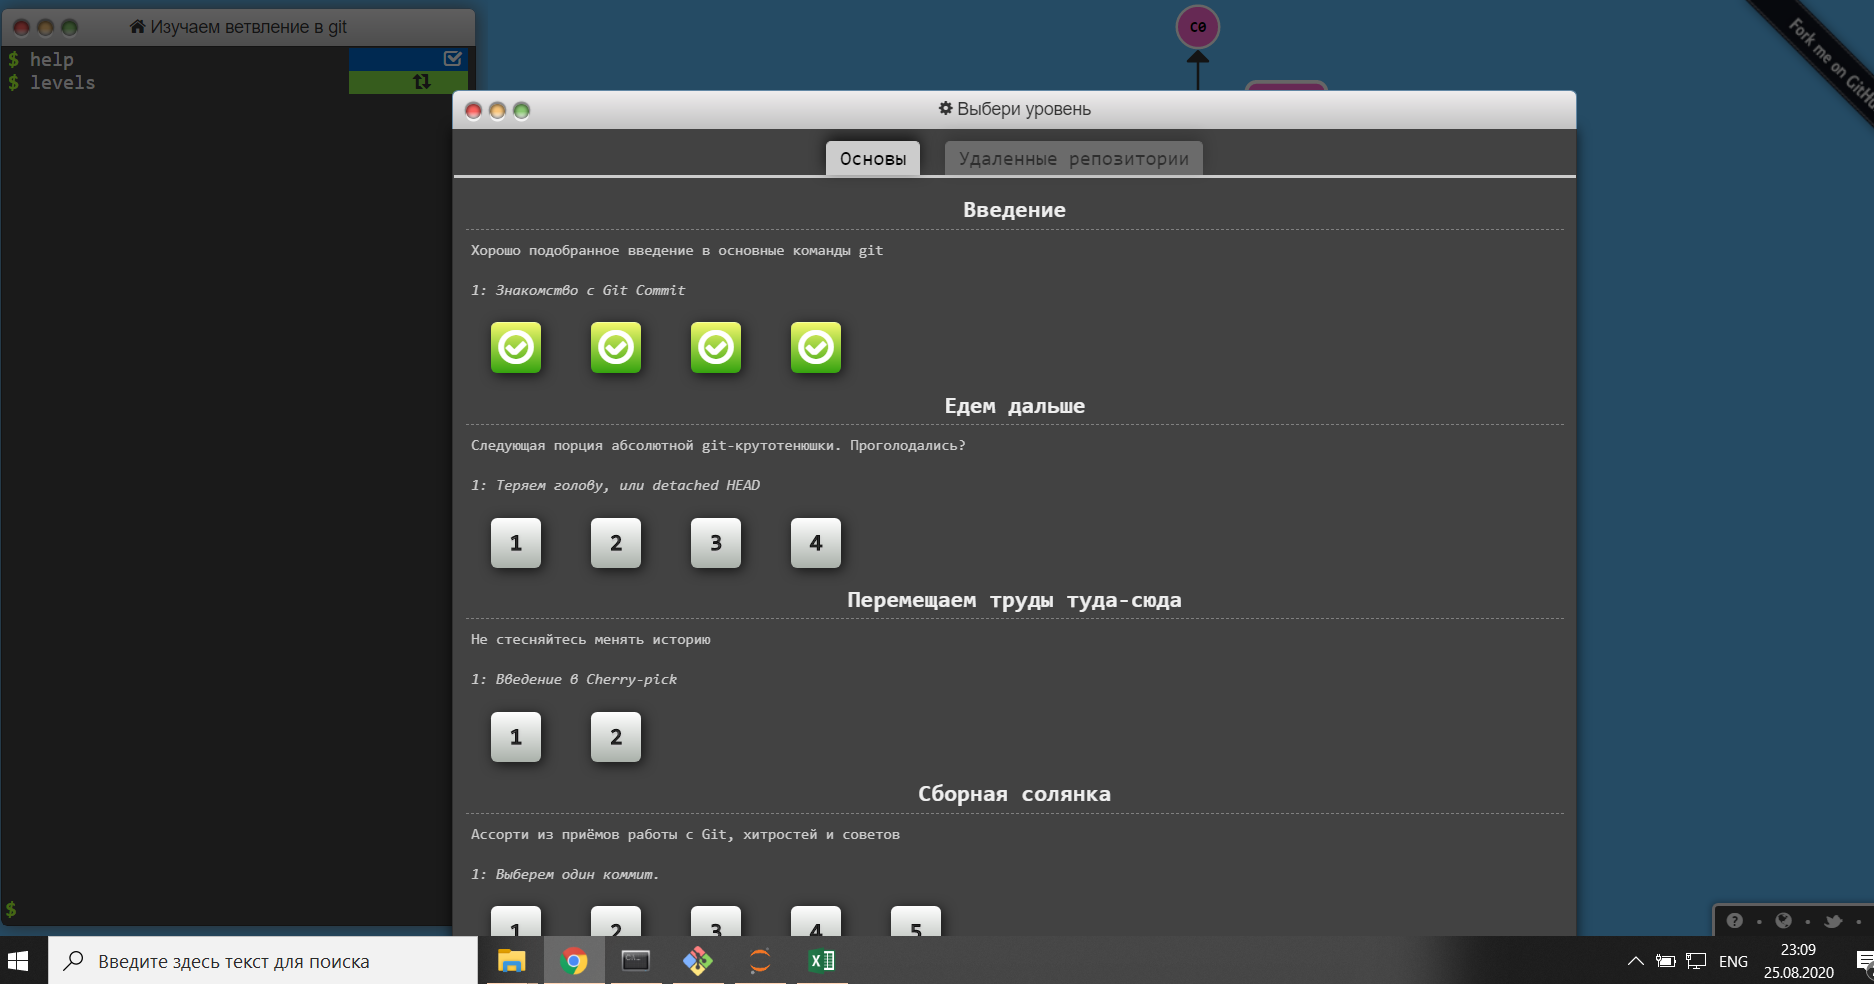 Изучаем ветвление в git
$ help
$ levels
$
C0
Fork me on
Выбери уровень
Основы
Удаленные репозитории
Введение
Хорошо подобранное введение в основные команды git
1: Знакомство с Git Commit
Едем дальше
Следующая порция абсолютной git-крутотенюшки. Проголодались?
1: Теряем голову, или detached HEAD
1 2 3 4
Перемещаем труды туда-сюда
Не стесняйтесь менять историю
1: Введение в Cherry-pick
1 2
Сборная солянка
Ассорти из приёмов работы с Git, хитростей и советов
1: Выберем один коммит.
1 2 3 4 5
Введите здесь текст для поиска
ENG
23:09
25.08.2020